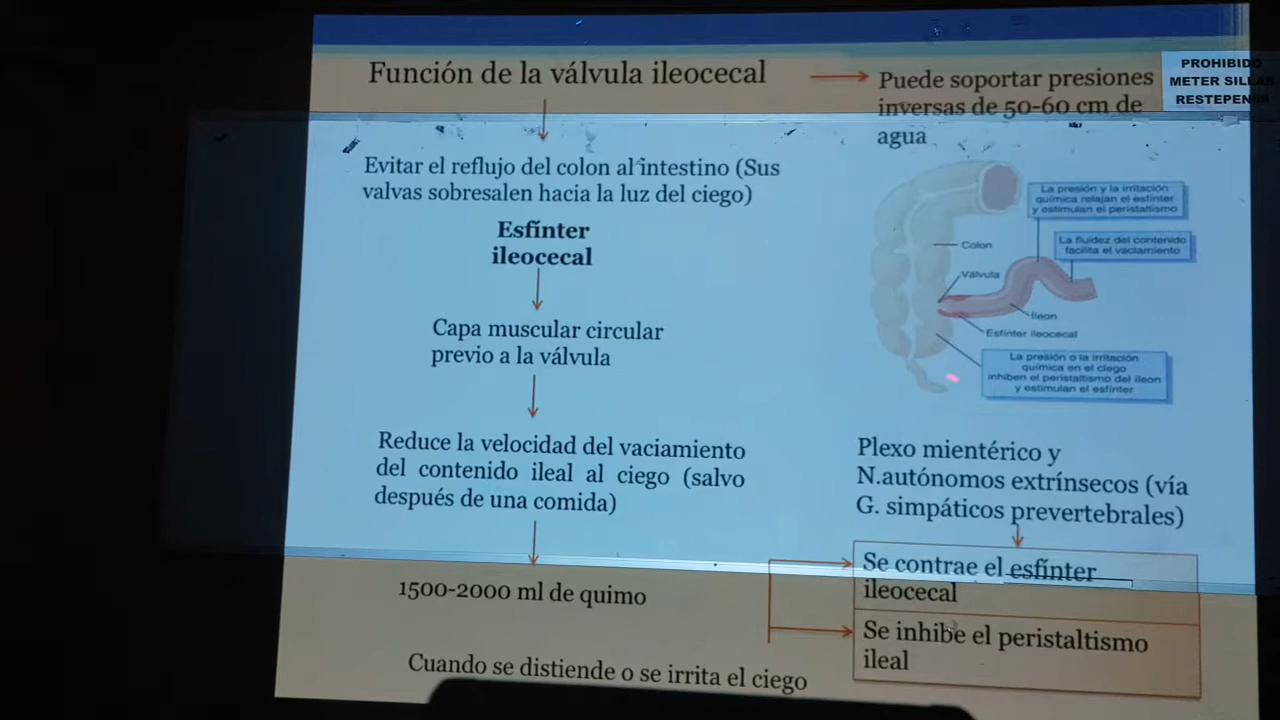 Función de la válvula ileocecal
Puede soportar presiones
inversas de 50-60 cm de
agua
PROHIBIDO
METER SILLAS
Evitar el reflujo del colon al intestino (Sus
valvas sobresalen hacia la luz del ciego)
Esfínter
ileocecal
Capa muscular circular
previo a la válvula
Reduce la velocidad del vaciamiento
del contenido ileal al ciego (salvo
después de una comida)
1500-2000 ml de quimo
Cuando se distiende o se irrita el ciego
La presión y la irritación
química relajan el esfínter
y estimulan el peristaltismo
La fluidez del contenido
facilita el vaciamiento
Colon
Válvula
Íleon
Esfínter ileocecal
La presión o la irritación
química en el ciego
inhiben el peristaltismo del íleon
y estimulan el esfínter
Plexo mientérico y
N.autónomos extrínsecos (vía
G. simpáticos prevertebrales)
Se contrae el esfínter
ileocecal
Se inhibe el peristaltismo
ileal